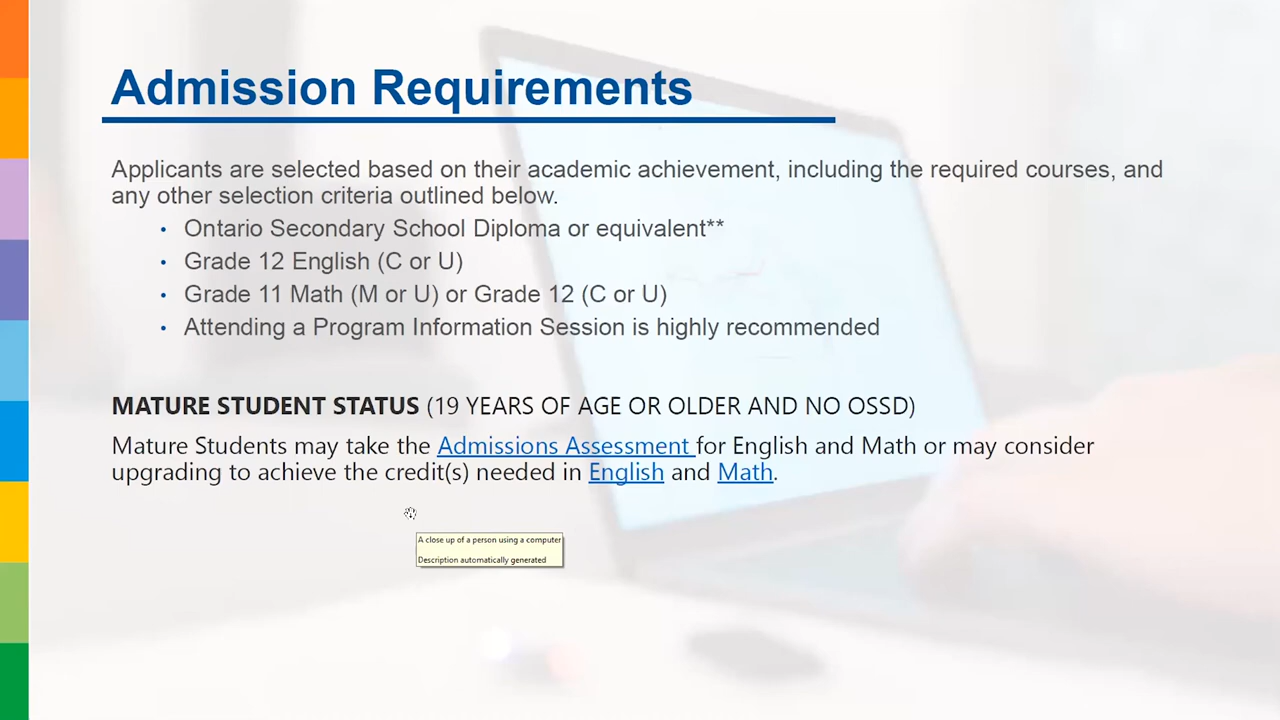 Admission Requirements
Applicants are selected based on their academic achievement, including the required courses, and
any other selection criteria outlined below.
• Ontario Secondary School Diploma or equivalent**
• Grade 12 English (C or U)
• Grade 11 Math (M or U) or Grade 12 (C or U)
• Attending a Program Information Session is highly recommended
MATURE STUDENT STATUS (19 YEARS OF AGE OR OLDER AND NO OSSD)
Mature Students may take the Admissions Assessment for English and Math or may consider
upgrading to achieve the credit(s) needed in English and Math.
A close up of a person using a computer
Description automatically generated